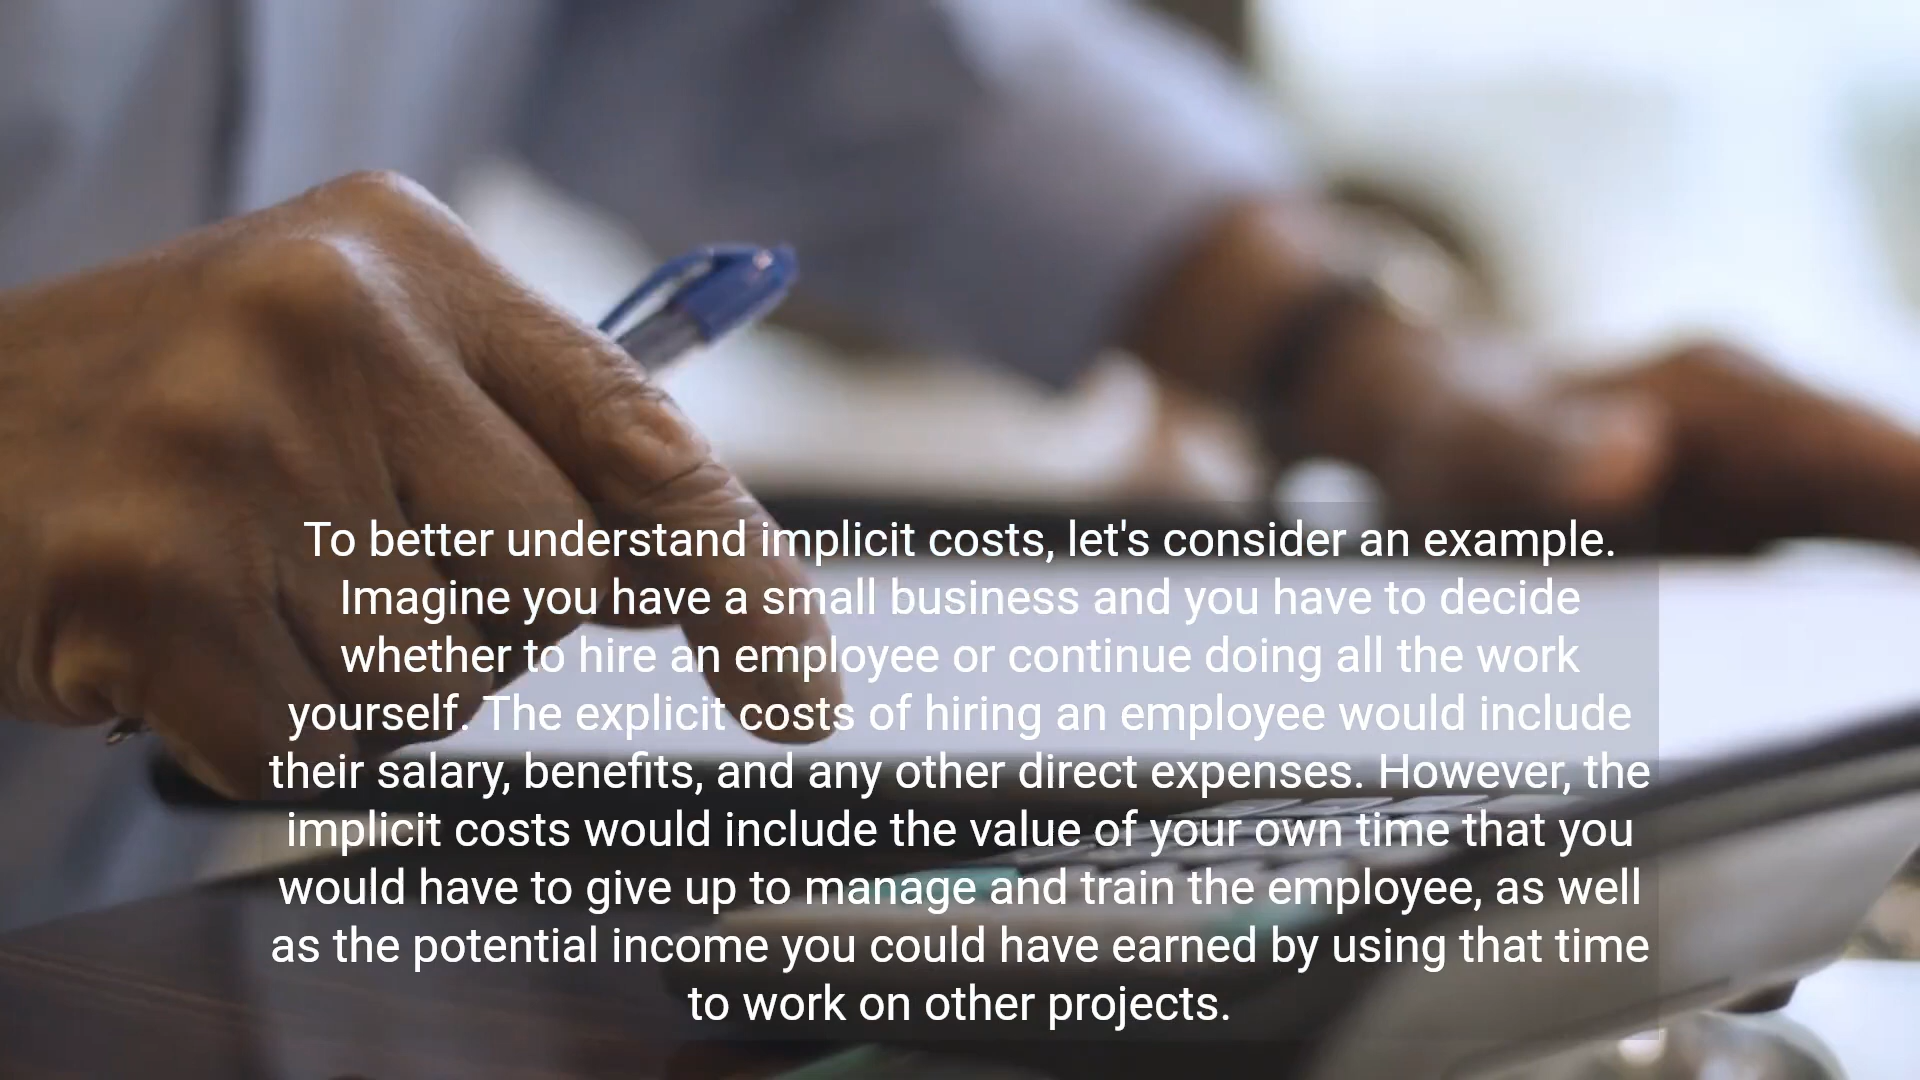 To better understand implicit costs, let's consider an example.
Imagine you have a small business and you have to decide
whether to hire an employee or continue doing all the work
yourself. The explicit costs of hiring an employee would include
their salary, benefits, and any other direct expenses. However, the
implicit costs would include the value of your own time that you
would have to give up to manage and train the employee, as well
as the potential income you could have earned by using that time
to work on other projects.